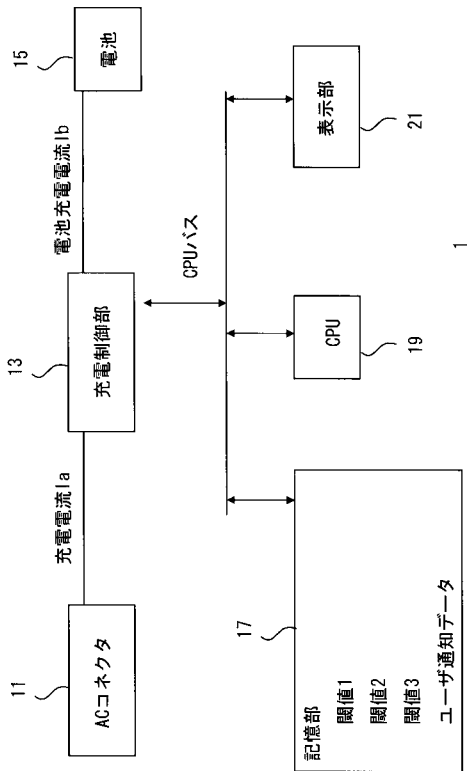 11
ACコネクタ
充電電流Ia
13
充電制御部
電池充電電流Ib
15
電池
CPUバス
17
記憶部
閾値1
閾値2
閾値3
ユーザ通知データ
CPU
19
表示部
21
1